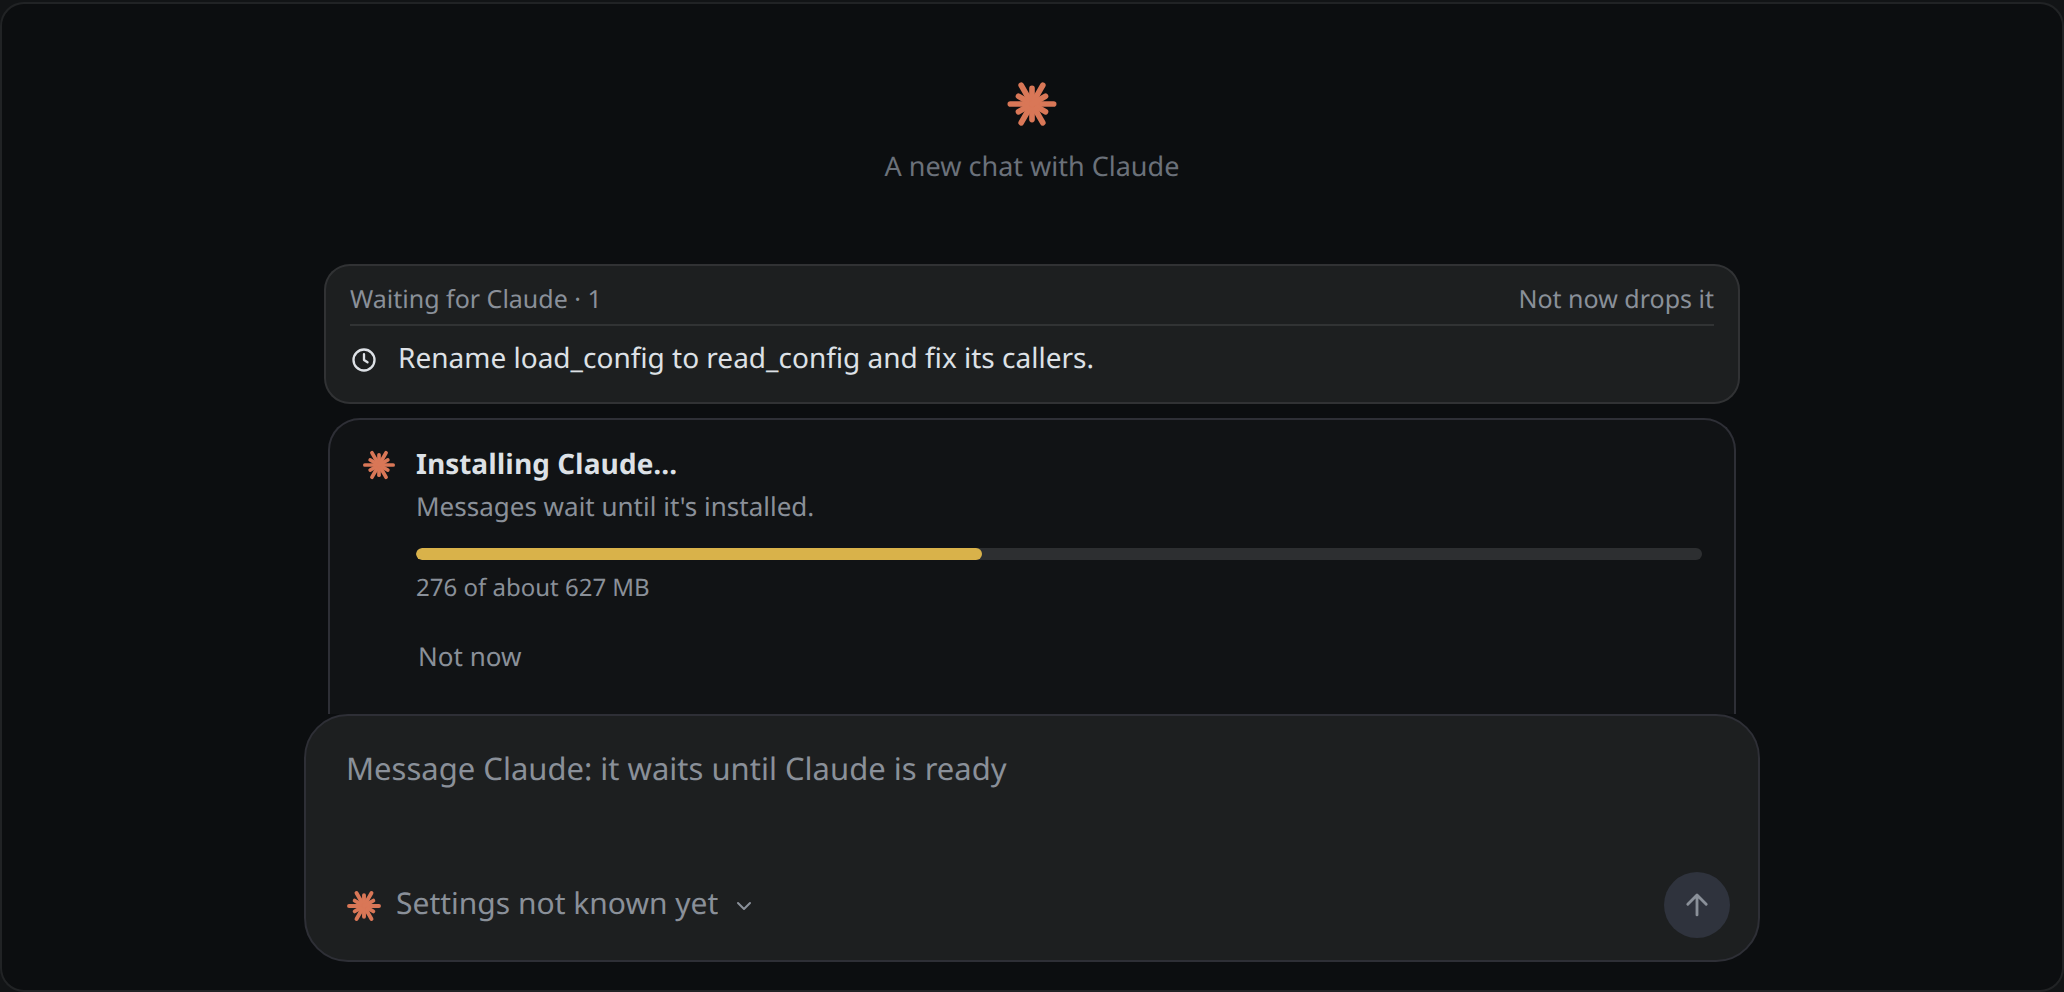 A new chat with Claude
Waiting for Claude · 1
Not now drops it
Rename load_config to read_config and fix its callers.
Installing Claude...
Messages wait until it's installed.
276 of about 627 MB
Not now
Message Claude: it waits until Claude is ready
Settings not known yet